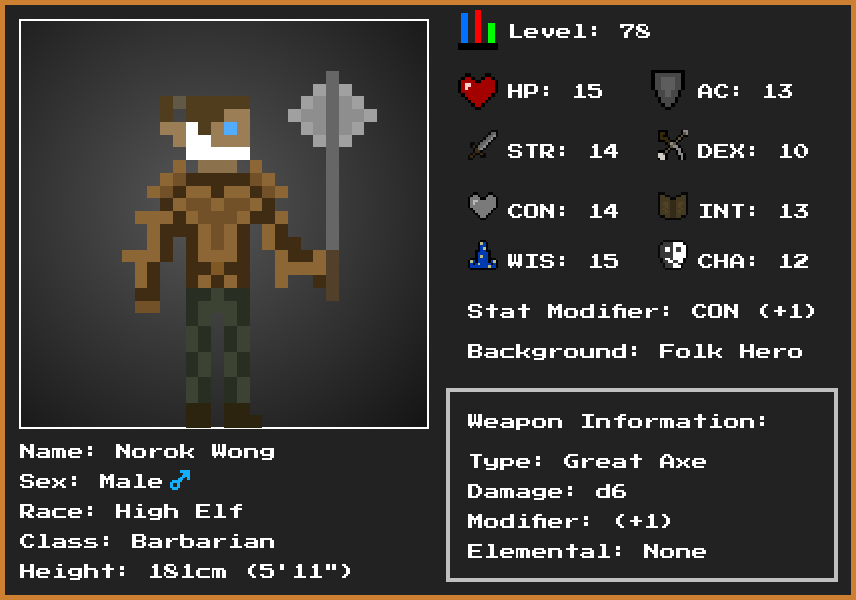 Level: 78
HP: 15 AC: 13
STR: 14 DEX: 10
CON: 14 INT: 13
WIS: 15 CHA: 12
Stat Modifier: CON (+1)
Background: Folk Hero
Weapon Information:
Type: Great Axe
Damage: d6
Modifier: (+1)
Elemental: None
Name: Norok Wong
Sex: Male ♂
Race: High Elf
Class: Barbarian
Height: 181cm (5'11")